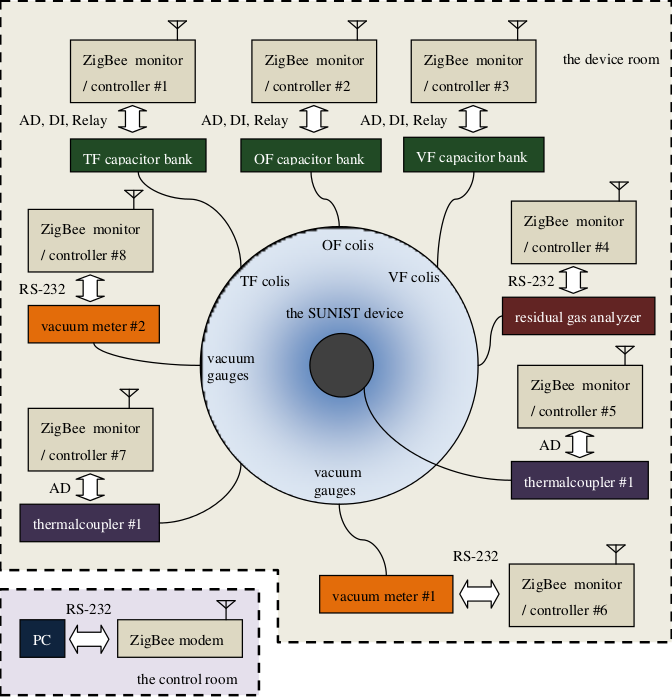 the device room
ZigBee monitor
/ controller #1
ZigBee monitor
/ controller #2
ZigBee monitor
/ controller #3
AD, DI, Relay
AD, DI, Relay
AD, DI, Relay
TF capacitor bank
OF capacitor bank
VF capacitor bank
ZigBee monitor
/ controller #8
RS-232
vacuum meter #2
ZigBee monitor
/ controller #4
RS-232
residual gas analyzer
OF colis
TF colis
VF colis
the SUNIST device
vacuum
gauges
vacuum
gauges
ZigBee monitor
/ controller #5
AD
thermalcoupler #1
ZigBee monitor
/ controller #7
AD
thermalcoupler #1
RS-232
vacuum meter #1
ZigBee monitor
/ controller #6
RS-232
PC
ZigBee modem
the control room